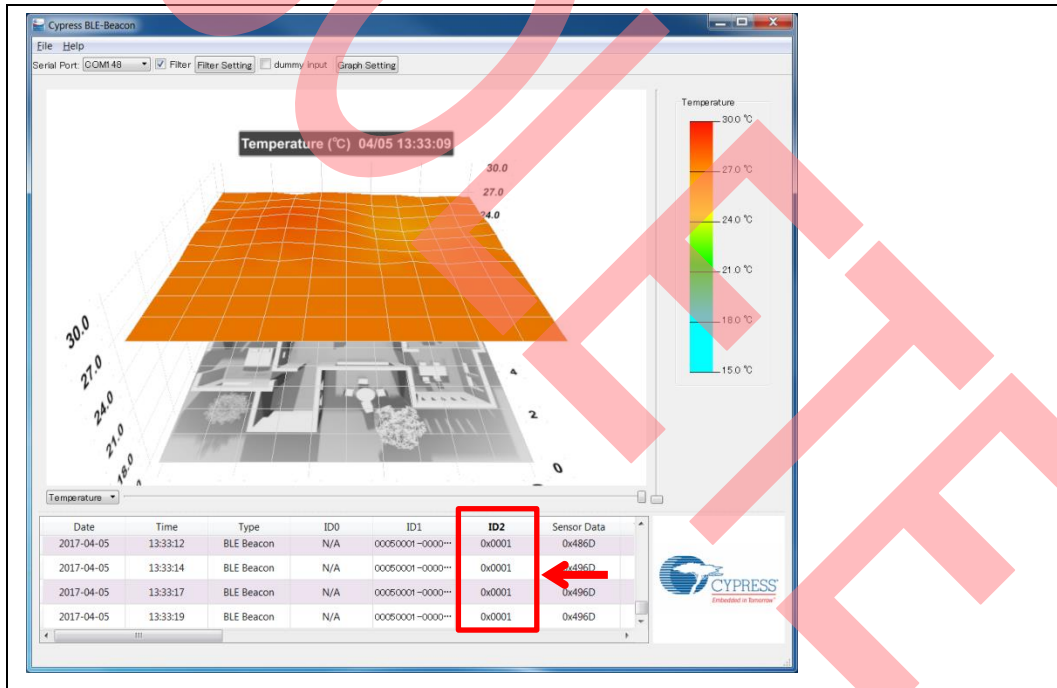 Cypress BLE-Beacon
File Help
Serial Port: COM148 Filter Filter Setting dummy input Graph Setting
Temperature
30.0 ℃
27.0 ℃
24.0 ℃
21.0 ℃
18.0 ℃
15.0 ℃
Temperature (℃) 04/05 13:33:09
30.0
27.0
24.0
30.0
27.0
24.0
21.0
18.0
4
2
0
Temperature
Date Time Type ID0 ID1 ID2 Sensor Data
2017-04-05 13:33:12 BLE Beacon N/A 00050001-0000··· 0x0001 0x486D
2017-04-05 13:33:14 BLE Beacon N/A 00050001-0000··· 0x0001 0x496D
2017-04-05 13:33:17 BLE Beacon N/A 00050001-0000··· 0x0001 0x496D
2017-04-05 13:33:19 BLE Beacon N/A 00050001-0000··· 0x0001 0x496D
CYPRESS
Embedded in Tomorrow